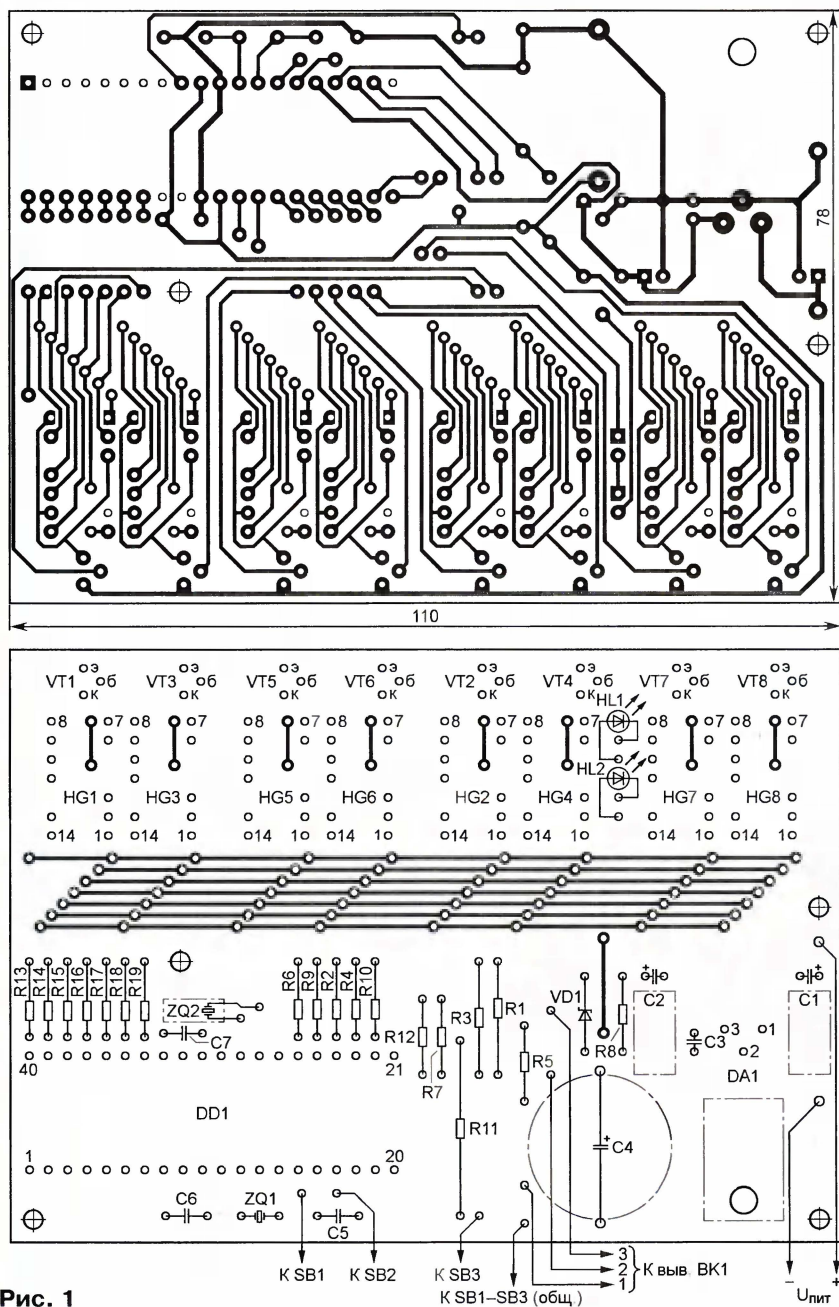 78
110
VT1 э б к VT3 э б к VT5 э б к VT6 э б к VT2 э б к VT4 э б к VT7 э б к VT8 э б к
HL1
8 7 8 7 8 7 8 7 8 7 8 7 8 7 8 7
HL2
HG1 HG3 HG5 HG6 HG2 HG4 HG7 HG8
14 1 14 1 14 1 14 1 14 1 14 1 14 1 14 1
R13 R14 R15 R16 R17 R18 R19 R6 R9 R2 R4 R10
ZQ2 R3 R1 VD1 + C2 + C1
C7 R12 R7 R5 R8 C3 3 1 2
40 21 DA1
DD1 R11 + C4
1 20
C6 ZQ1 C5
К SB1 К SB2 К SB3
К SB1–SB3 (общ.)
3
2
1
К выв. BK1
– +
Uпит
Рис. 1